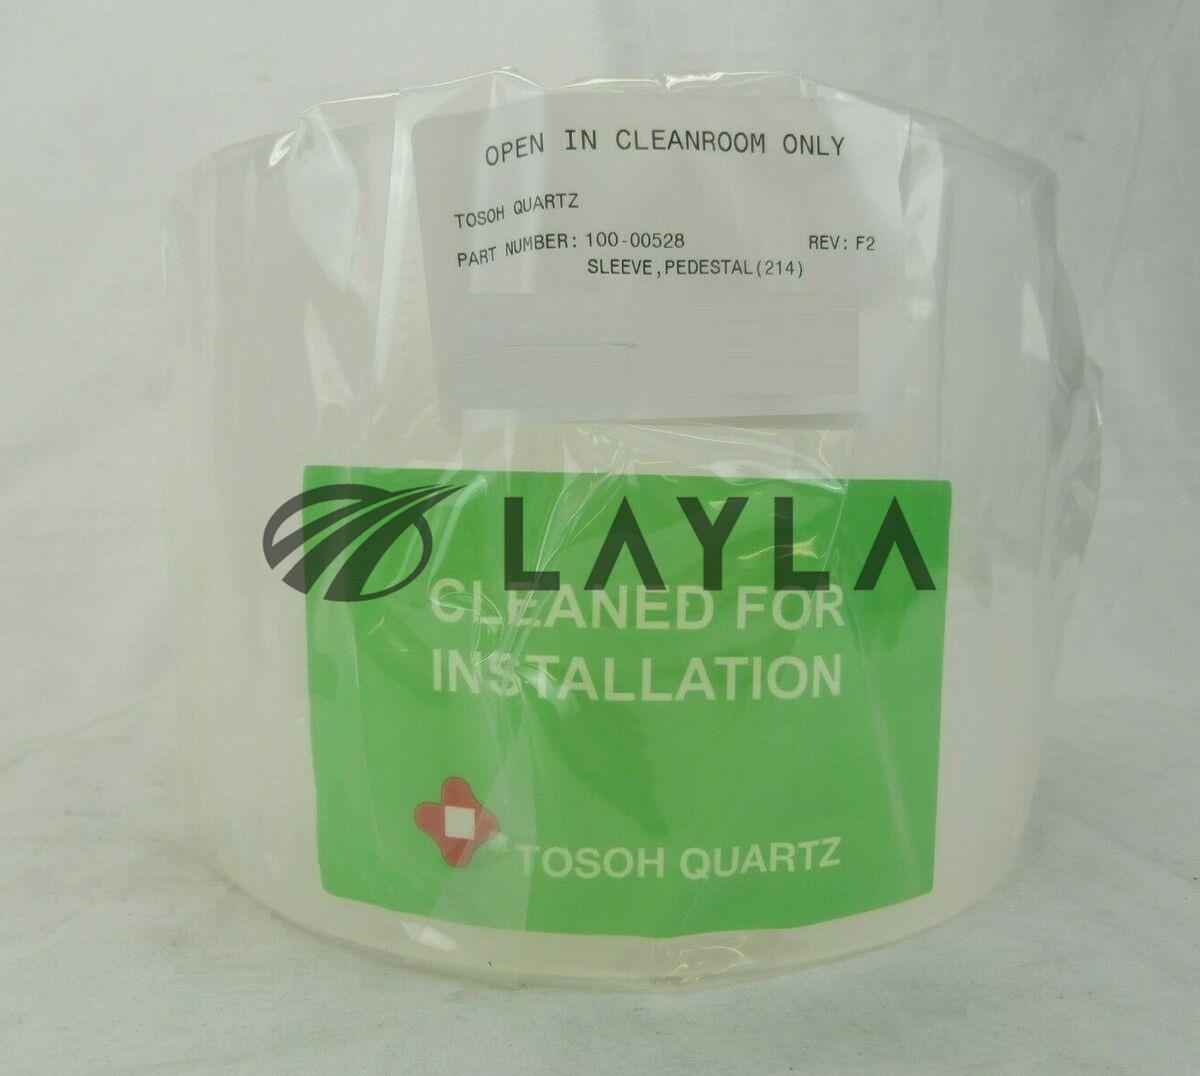 OPEN IN CLEANROOM ONLY
TOSOH QUARTZ
PART NUMBER: 100-00528 REV: F2
SLEEVE,PEDESTAL(214)
LAYLA
CLEANED FOR
INSTALLATION
TOSOH QUARTZ